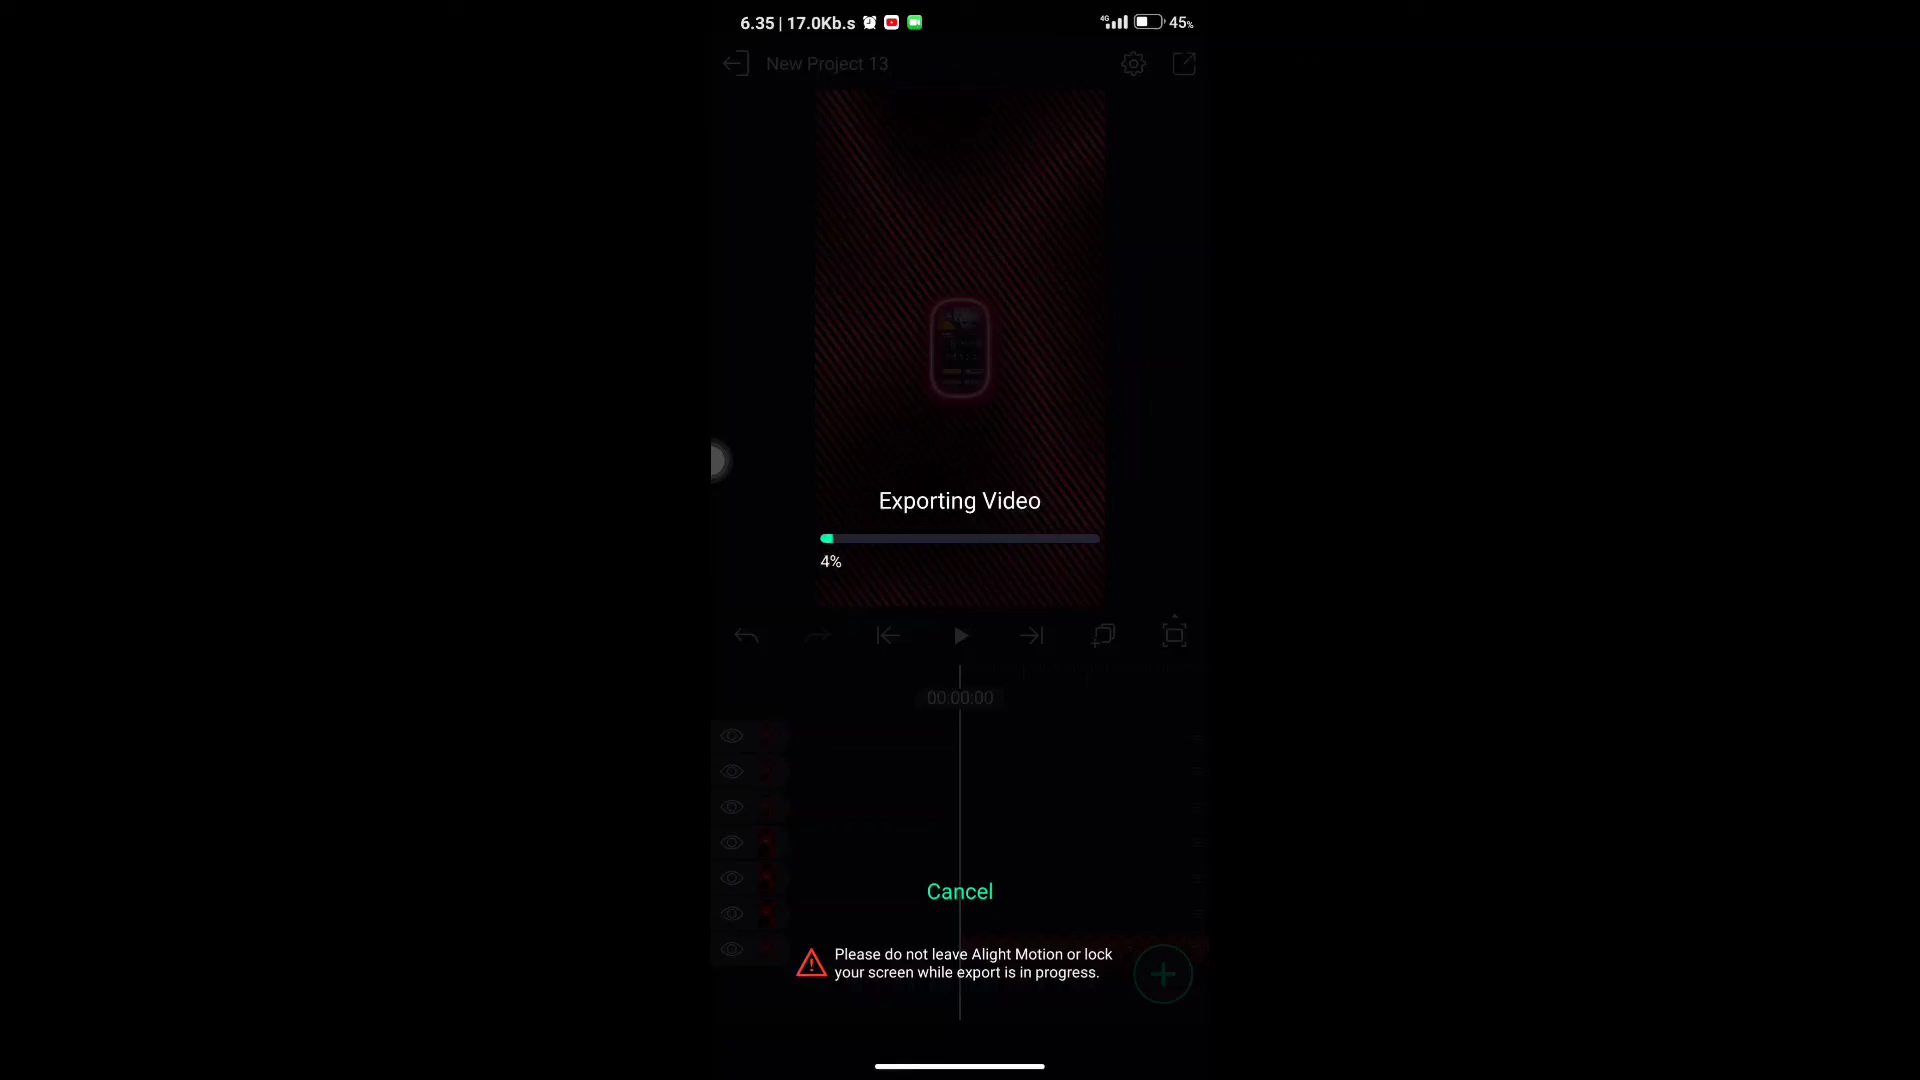 6.35 | 17.0Kb.s 4G 45%
New Project 13
Exporting Video
4%
00:00:00
Cancel
Please do not leave Alight Motion or lock
your screen while export is in progress.